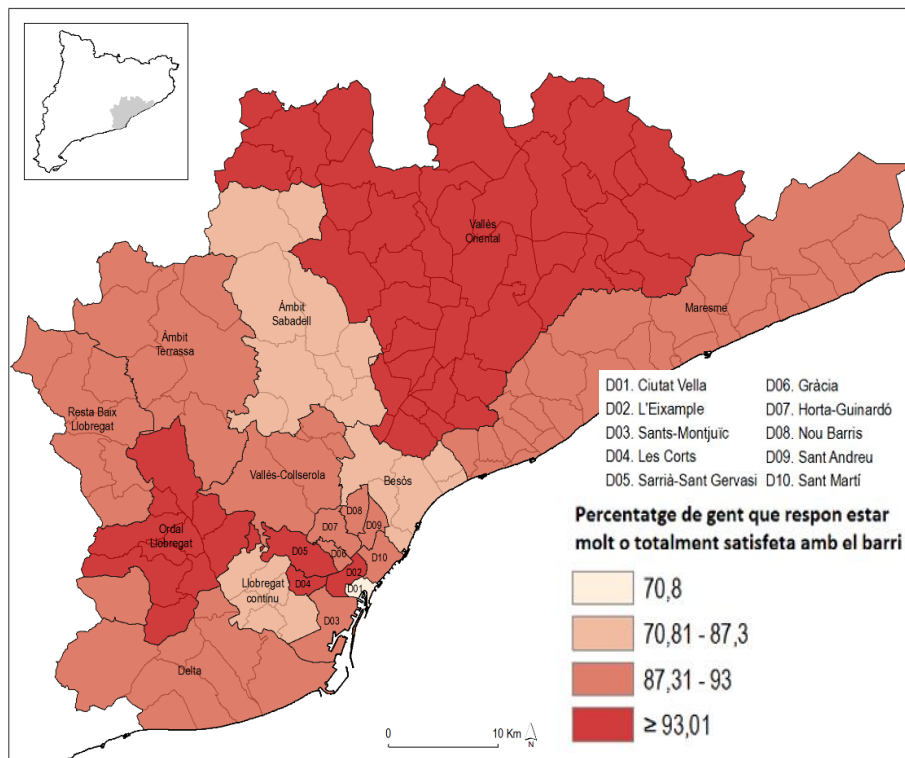 Vallès
Oriental
Maresme
Àmbit
Sabadell
Àmbit
Terrassa
Resta Baix
Llobregat
Vallès-Collserola
Besòs
Ordal
Llobregat
Llobregat
continu
Delta
D08
D07
D09
D05
D06
D10
D04
D02
D01
D03
D01. Ciutat Vella
D02. L'Eixample
D03. Sants-Montjuïc
D04. Les Corts
D05. Sarrià-Sant Gervasi
D06. Gràcia
D07. Horta-Guinardó
D08. Nou Barris
D09. Sant Andreu
D10. Sant Martí
Percentatge de gent que respon estar
molt o totalment satisfeta amb el barri
70,8
70,81 - 87,3
87,31 - 93
≥ 93,01
0 10 Km
N